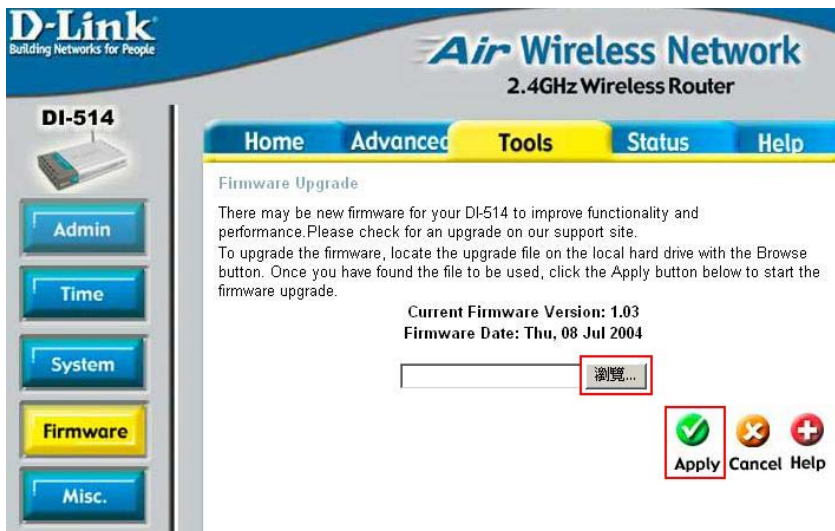 D-Link
Building Networks for People
Air Wireless Network
2.4GHz Wireless Router
DI-514
Home
Advanced
Tools
Status
Help
Admin
Time
System
Firmware
Misc.
Firmware Upgrade
There may be new firmware for your DI-514 to improve functionality and
performance.Please check for an upgrade on our support site.
To upgrade the firmware, locate the upgrade file on the local hard drive with the Browse
button. Once you have found the file to be used, click the Apply button below to start the
firmware upgrade.
Current Firmware Version: 1.03
Firmware Date: Thu, 08 Jul 2004
瀏覽...
Apply
Cancel
Help